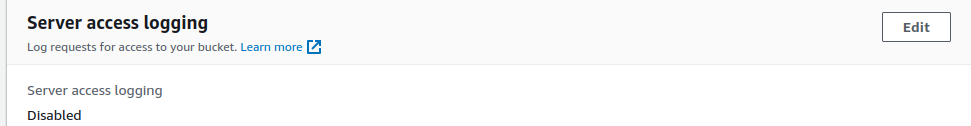 Server access logging
Edit
Log requests for access to your bucket. Learn more
Server access logging
Disabled